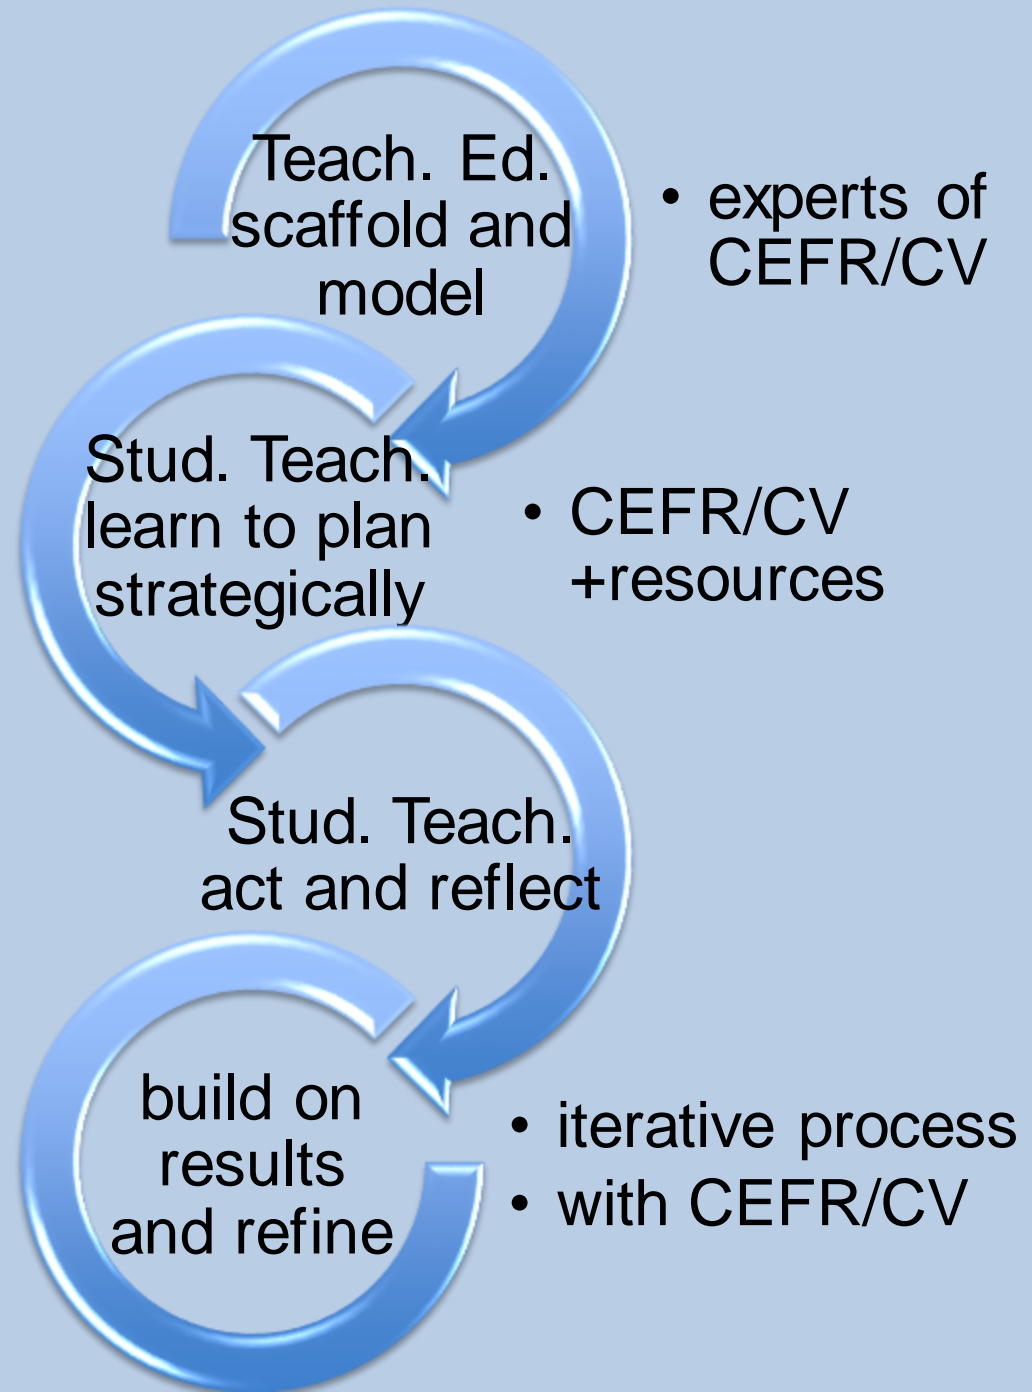 Teach. Ed.
scaffold and
model
• experts of
CEFR/CV
Stud. Teach.
learn to plan
strategically
• CEFR/CV
+resources
Stud. Teach.
act and reflect
build on
results
and refine
• iterative process
• with CEFR/CV